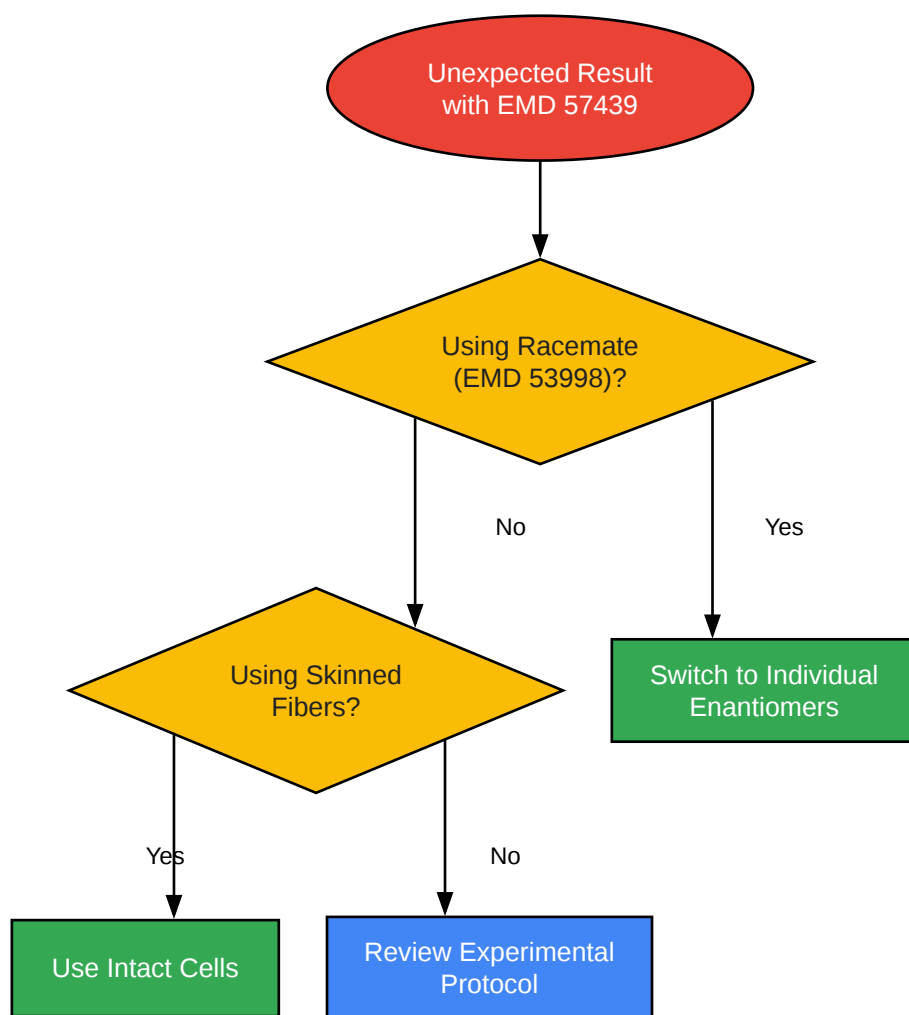 Unexpected Result
with EMD 57439
Using Racemate
(EMD 53998)?
No
Yes
Using Skinned
Fibers?
Switch to Individual
Enantiomers
Yes
No
Use Intact Cells
Review Experimental
Protocol